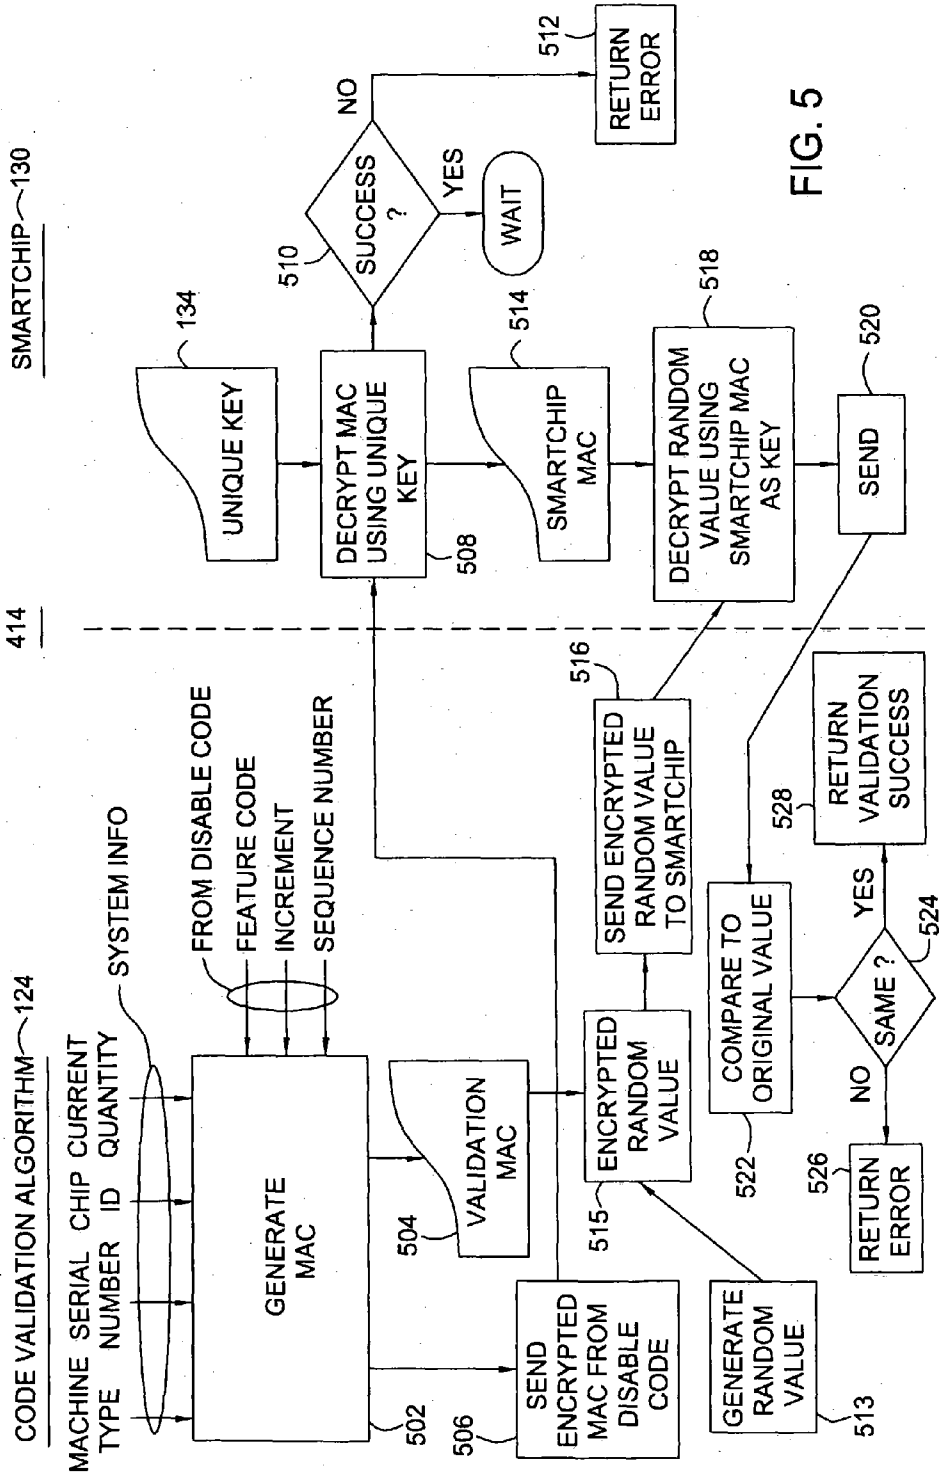 CODE VALIDATION ALGORITHM 124
414
SMARTCHIP 130
MACHINE SERIAL CHIP CURRENT
TYPE NUMBER ID QUANTITY
SYSTEM INFO
FROM DISABLE CODE
FEATURE CODE
INCREMENT
SEQUENCE NUMBER
GENERATE
MAC
502
504
VALIDATION
MAC
506
SEND
ENCRYPTED
MAC FROM
DISABLE
CODE
513
GENERATE
RANDOM
VALUE
515
ENCRYPTED
RANDOM
VALUE
516
SEND ENCRYPTED
RANDOM VALUE
TO SMARTCHIP
522
COMPARE TO
ORIGINAL VALUE
SAME ?
524
NO
YES
526
RETURN
ERROR
528
RETURN
VALIDATION
SUCCESS
134
UNIQUE KEY
508
DECRYPT MAC
USING UNIQUE
KEY
510
SUCCESS
?
NO
YES
WAIT
512
RETURN
ERROR
514
SMARTCHIP
MAC
518
DECRYPT RANDOM
VALUE USING
SMARTCHIP MAC
AS KEY
520
SEND
FIG. 5